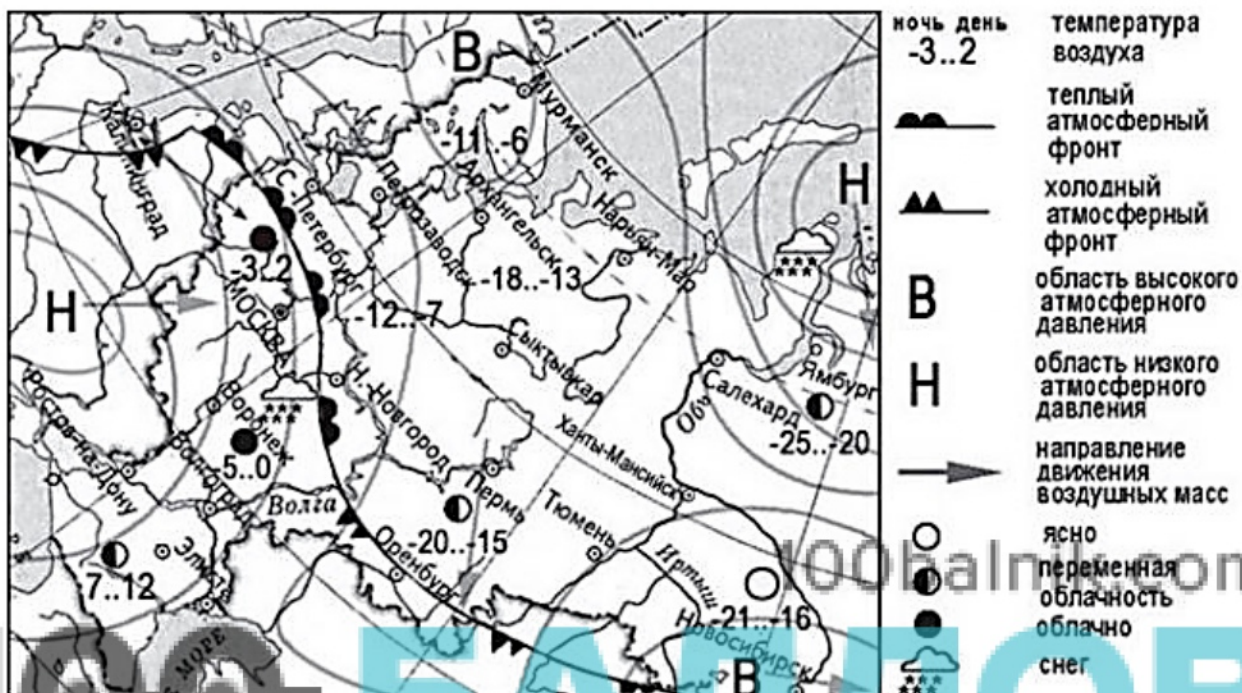 В
Мурманск
Калининград
-11..-6
С.-Петербург
Петрозаводск
Архангельск
Нарьян-Мар
Н
-3..2
-18..-13
Н
МОСКВА
-12..-7
Сыктывкар
Салехард
Ямбург
Обь
-25..-20
Н.-Новгород
Ростов-на-Дону
Воронеж
5..0
Волгоград
Ханты-Мансийск
Волга
Пермь
Тюмень
-20..-15
Оренбург
Иртыш
7..12
Элиста
-21..-16
Новосибирск
МОРЕ
В
ночь день
-3..2
температура
воздуха
теплый
атмосферный
фронт
холодный
атмосферный
фронт
В
область высокого
атмосферного
давления
Н
область низкого
атмосферного
давления
направление
движения
воздушных масс
ясно
переменная
облачность
облачно
снег
100balnik.com